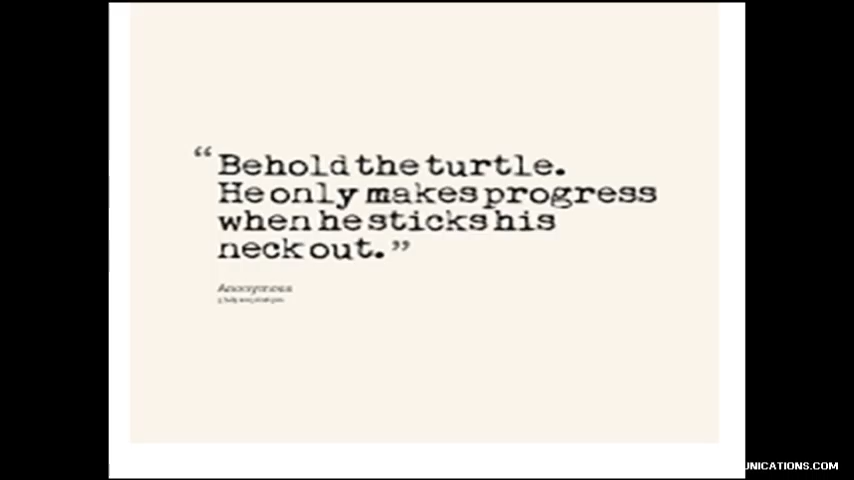 “Behold the turtle.
He only makes progress
when he sticks his
neck out.”
Anonymous
UNICATIONS.COM